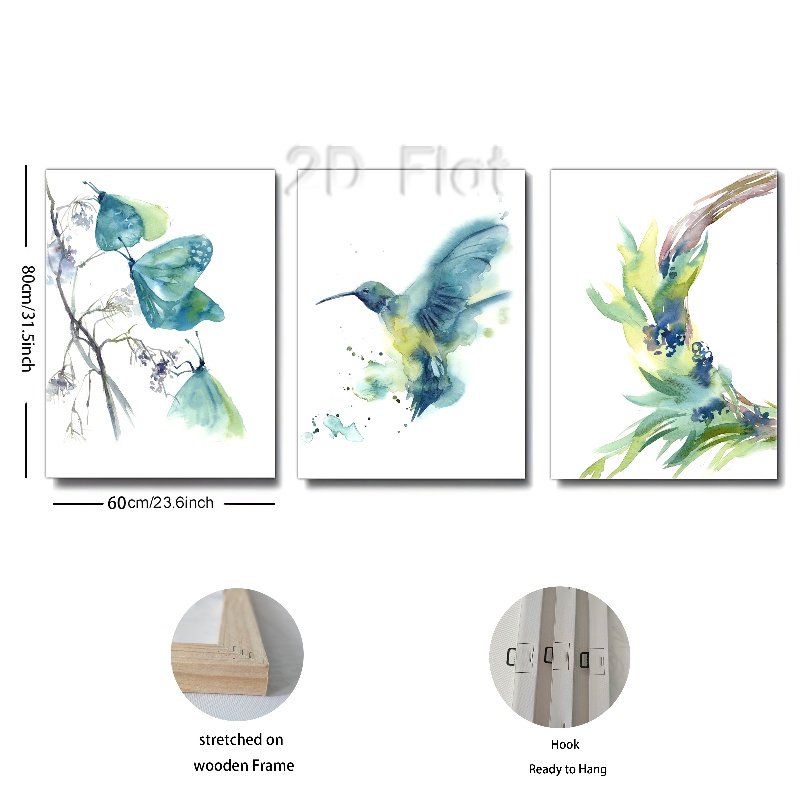 2D Flat
80cm/31.5inch
60cm/23.6inch
stretched on
wooden Frame
Hook
Ready to Hang